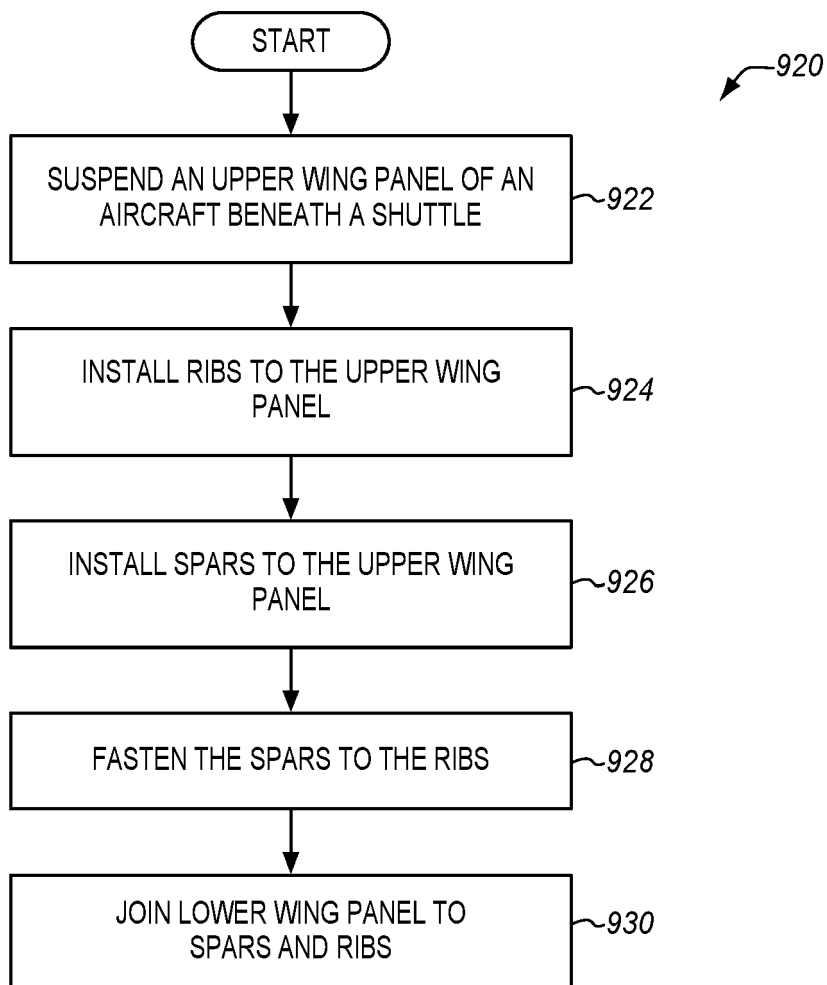 START
920
SUSPEND AN UPPER WING PANEL OF AN
AIRCRAFT BENEATH A SHUTTLE
922
INSTALL RIBS TO THE UPPER WING
PANEL
924
INSTALL SPARS TO THE UPPER WING
PANEL
926
FASTEN THE SPARS TO THE RIBS
928
JOIN LOWER WING PANEL TO
SPARS AND RIBS
930